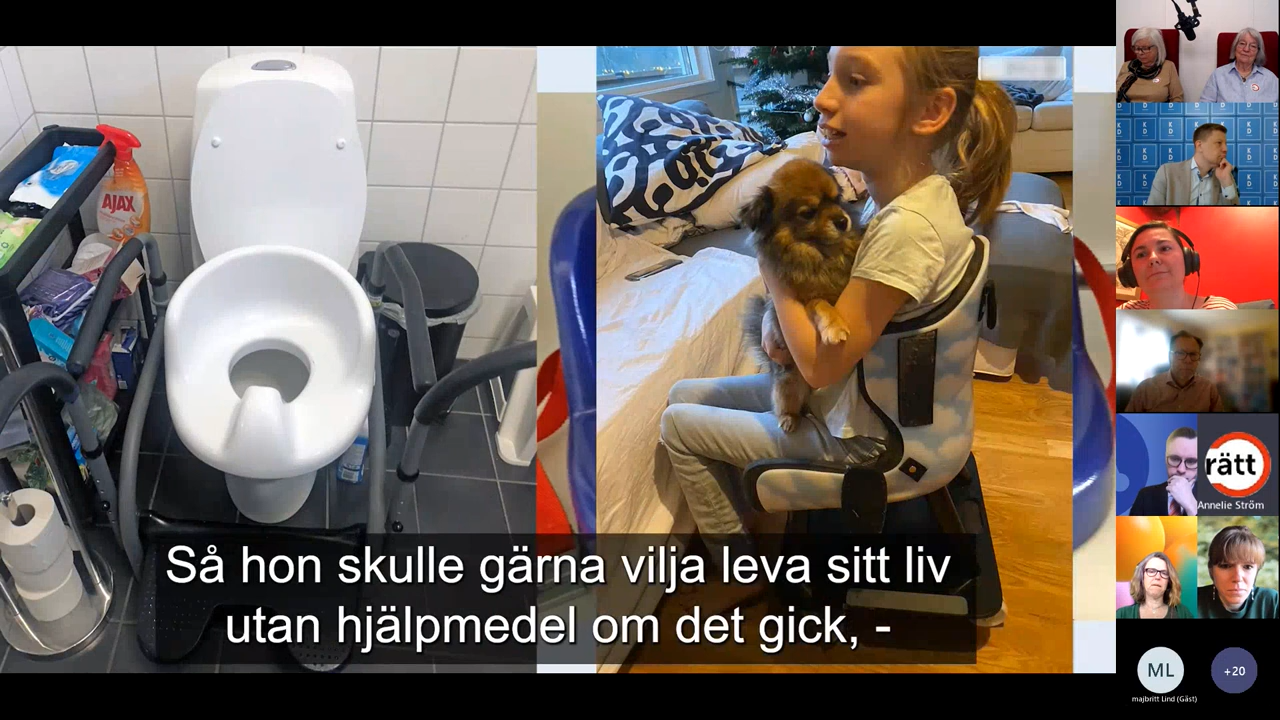 AJAX
Så hon skulle gärna vilja leva sitt liv
utan hjälpmedel om det gick, -
K D
rätt
Annelie Ström
ML
+20
majbritt Lind (Gäst)